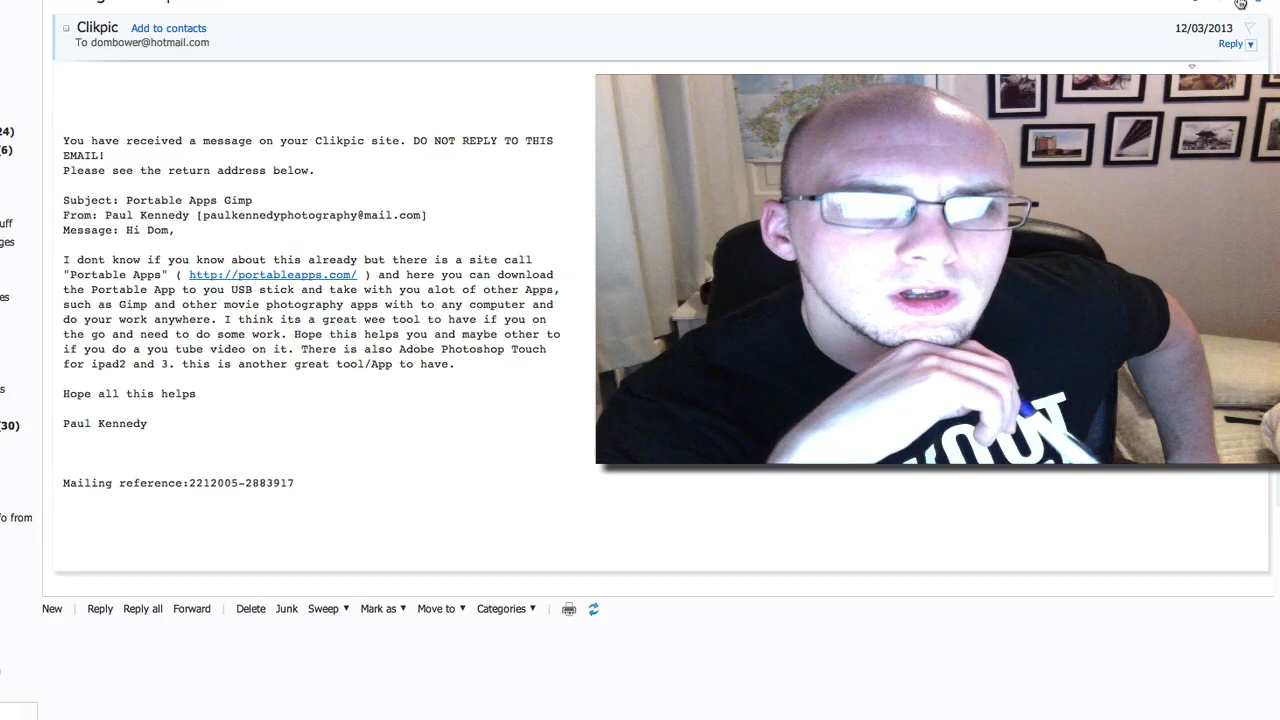 Clikpic Add to contacts 12/03/2013
To dombower@hotmail.com
Reply
24)
(6)
You have received a message on your Clikpic site. DO NOT REPLY TO THIS
EMAIL!
Please see the return address below.
Subject: Portable Apps Gimp
From: Paul Kennedy [paulkennedyphotography@mail.com]
Message: Hi Dom,
uff
ges
I dont know if you know about this already but there is a site call
"Portable Apps" ( http://portableapps.com/ ) and here you can download
the Portable App to you USB stick and take with you alot of other Apps,
such as Gimp and other movie photography apps with to any computer and
do your work anywhere. I think its a great wee tool to have if you on
the go and need to do some work. Hope this helps you and maybe other to
if you do a you tube video on it. There is also Adobe Photoshop Touch
for ipad2 and 3. this is another great tool/App to have.
es
s
Hope all this helps
Paul Kennedy
(30)
Mailing reference:2212005-2883917
fo from
New Reply Reply all Forward Delete Junk Sweep Mark as Move to Categories